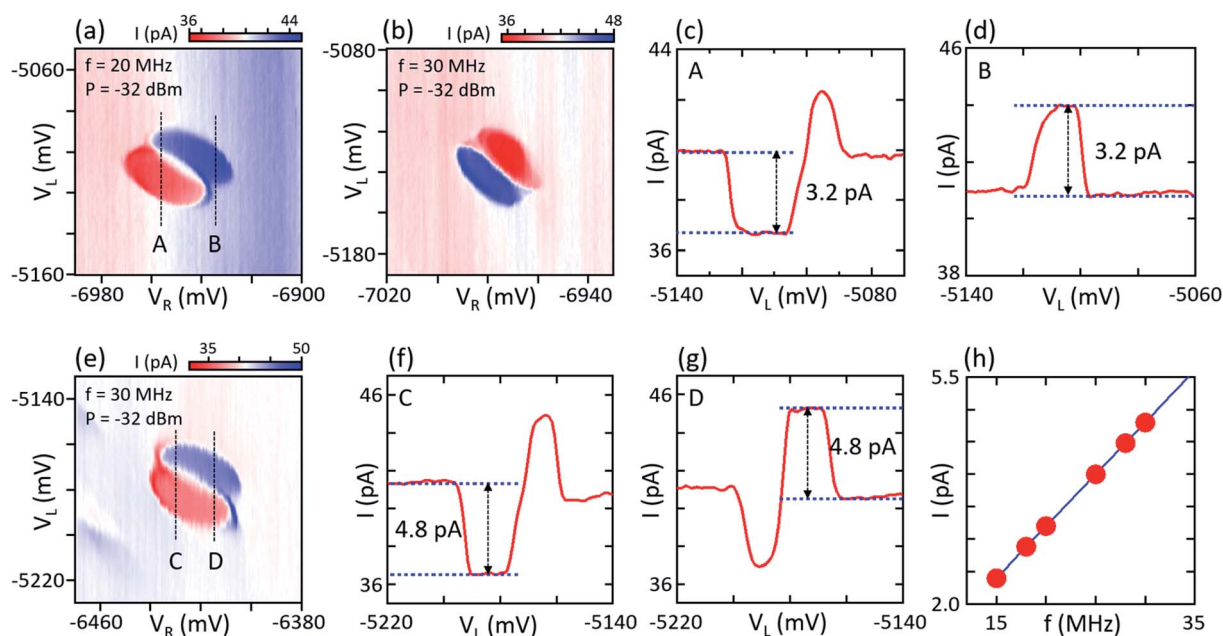 (a) I (pA) 36 44
-5060
f = 20 MHz
P = -32 dBm
V_L (mV)
A B
-5160
-6980 V_R (mV) -6900
(b) I (pA) 36 48
-5080
f = 30 MHz
P = -32 dBm
V_L (mV)
-5180
-7020 V_R (mV) -6940
(c)
44
A
I (pA)
3.2 pA
36
-5140 V_L (mV) -5080
(d)
46
B
I (pA)
3.2 pA
38
-5140 V_L (mV) -5060
(e) I (pA) 35 50
f = 30 MHz
P = -32 dBm
-5140
V_L (mV)
C D
-5220
-6460 V_R (mV) -6380
(f)
46
C
I (pA)
4.8 pA
36
-5220 V_L (mV) -5140
(g)
46
D
I (pA)
4.8 pA
36
-5220 V_L (mV) -5140
(h)
5.5
I (pA)
2.0
15 f (MHz) 35